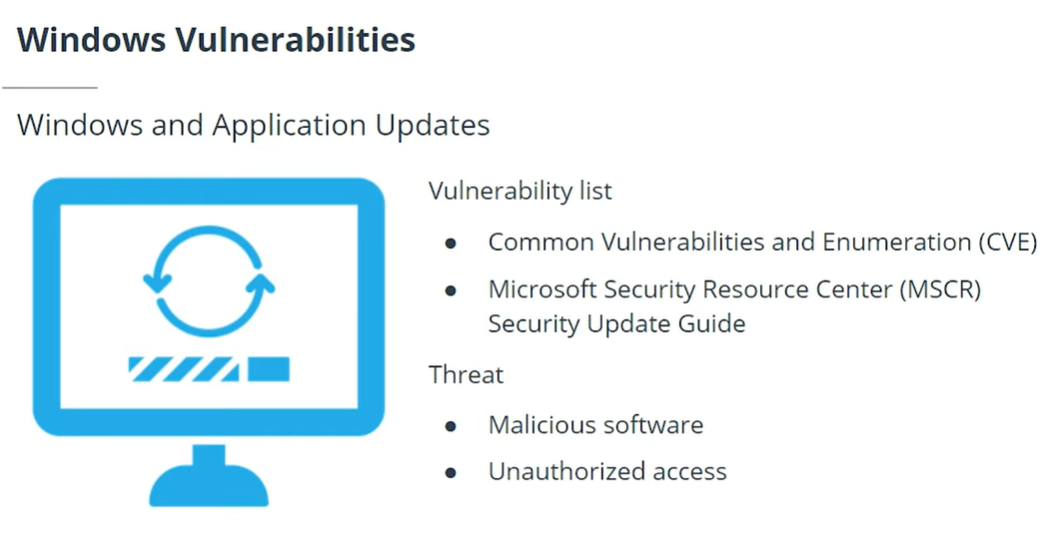 Windows Vulnerabilities
Windows and Application Updates
Vulnerability list
● Common Vulnerabilities and Enumeration (CVE)
● Microsoft Security Resource Center (MSCR)
Security Update Guide
Threat
● Malicious software
● Unauthorized access